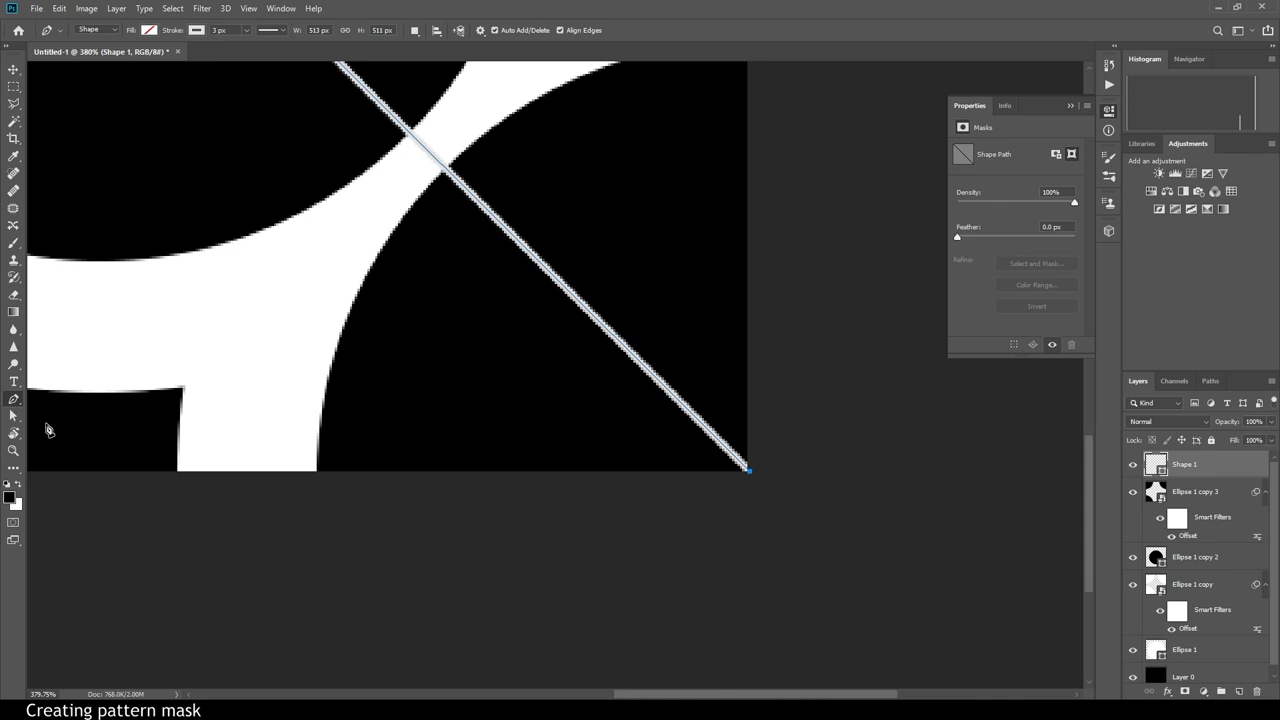 Ps File Edit Image Layer Type Select Filter 3D View Window Help
Shape Fill: Stroke: 3 px W: 513 px H: 511 px Auto Add/Delete Align Edges
Untitled-1 @ 380% (Shape 1, RGB/8#) *
Histogram Navigator
Properties Info
Masks
Shape Path
Density: 100%
Feather: 0.0 px
Refine: Select and Mask...
Color Range...
Invert
Libraries Adjustments
Add an adjustment
Layers Channels Paths
Kind
Normal Opacity: 100%
Lock: Fill: 100%
Shape 1
Ellipse 1 copy 3
Smart Filters
Offset
Ellipse 1 copy 2
Ellipse 1 copy
Smart Filters
Offset
Ellipse 1
Layer 0
379.75% Doc: 768.0K/2.00M
Creating pattern mask